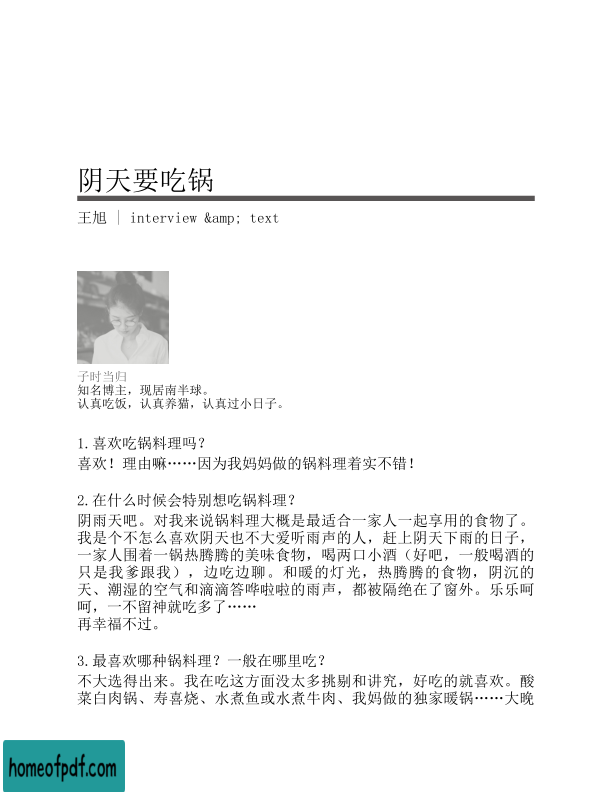 阴天要吃锅
王旭 | interview &amp; text
子时当归
知名博主，现居南半球。
认真吃饭，认真养猫，认真过小日子。
1.喜欢吃锅料理吗？
喜欢！理由嘛……因为我妈妈做的锅料理着实不错！
2.在什么时候会特别想吃锅料理？
阴雨天吧。对我来说锅料理大概是最适合一家人一起享用的食物了。
我是个不怎么喜欢阴天也不大爱听雨声的人，赶上阴天下雨的日子，
一家人围着一锅热腾腾的美味食物，喝两口小酒（好吧，一般喝酒的
只是我爹跟我），边吃边聊。和暖的灯光，热腾腾的食物，阴沉的
天、潮湿的空气和滴滴答哗啦啦的雨声，都被隔绝在了窗外。乐乐呵
呵，一不留神就吃多了……
再幸福不过。
3.最喜欢哪种锅料理？一般在哪里吃？
不大选得出来。我在吃这方面没太多挑剔和讲究，好吃的就喜欢。酸
菜白肉锅、寿喜烧、水煮鱼或水煮牛肉、我妈做的独家暖锅……大晚
homeofpdf.com